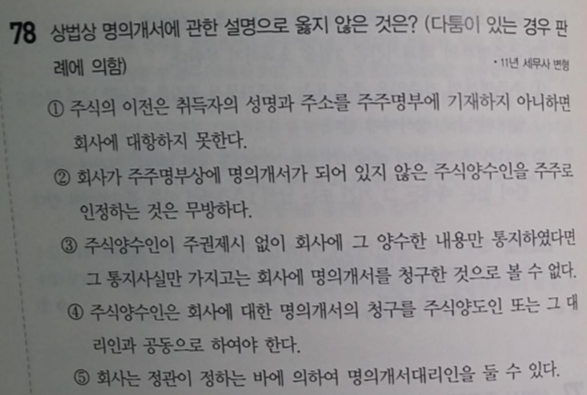 78 상법상 명의개서에 관한 설명으로 옳지 않은 것은? (다툼이 있는 경우 판
례에 의함) • 11년 세무사 변형
① 주식의 이전은 취득자의 성명과 주소를 주주명부에 기재하지 아니하면
회사에 대항하지 못한다.
② 회사가 주주명부상에 명의개서가 되어 있지 않은 주식양수인을 주주로
인정하는 것은 무방하다.
③ 주식양수인이 주권제시 없이 회사에 그 양수한 내용만 통지하였다면
그 통지사실만 가지고는 회사에 명의개서를 청구한 것으로 볼 수 없다.
④ 주식양수인은 회사에 대한 명의개서의 청구를 주식양도인 또는 그 대
리인과 공동으로 하여야 한다.
⑤ 회사는 정관이 정하는 바에 의하여 명의개서대리인을 둘 수 있다.